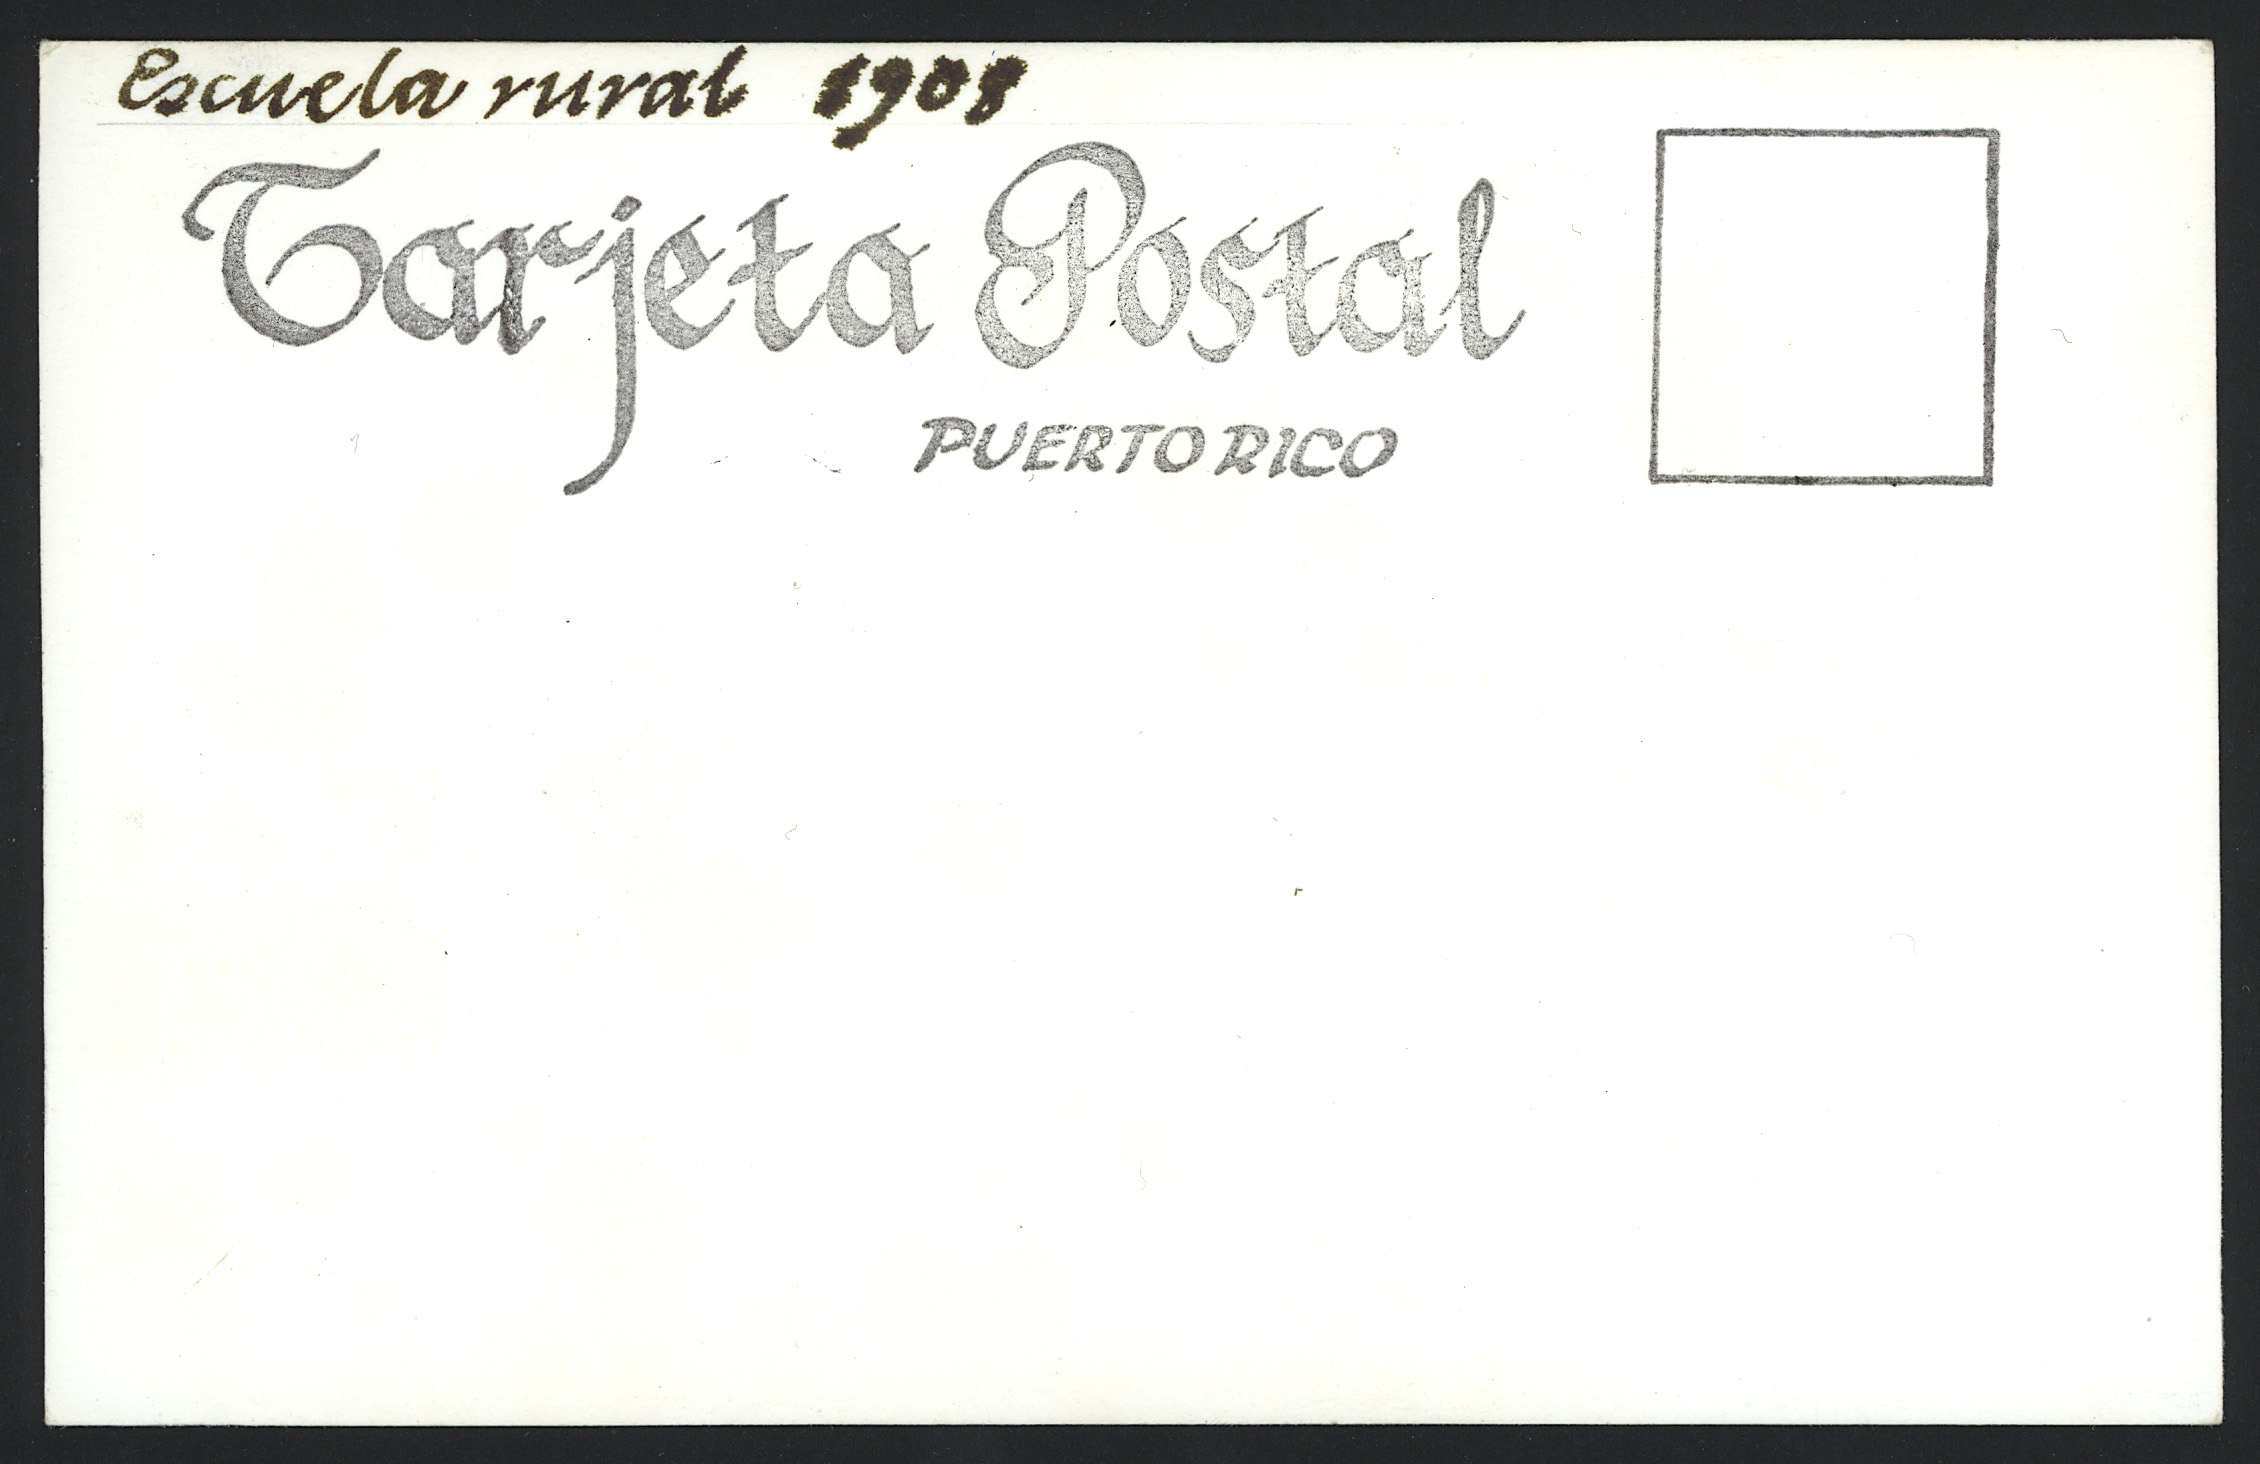 Escuela rural 1908
Tarjeta Postal
PUERTO RICO